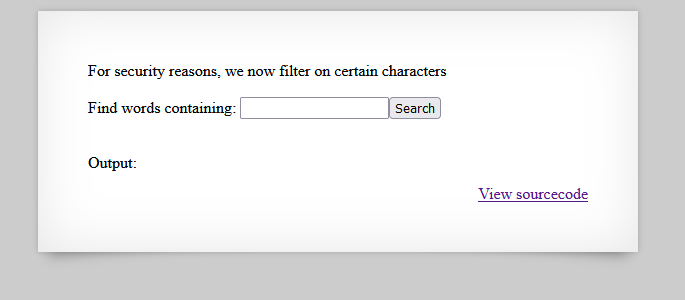 For security reasons, we now filter on certain characters
Find words containing: Search
Output:
View sourcecode